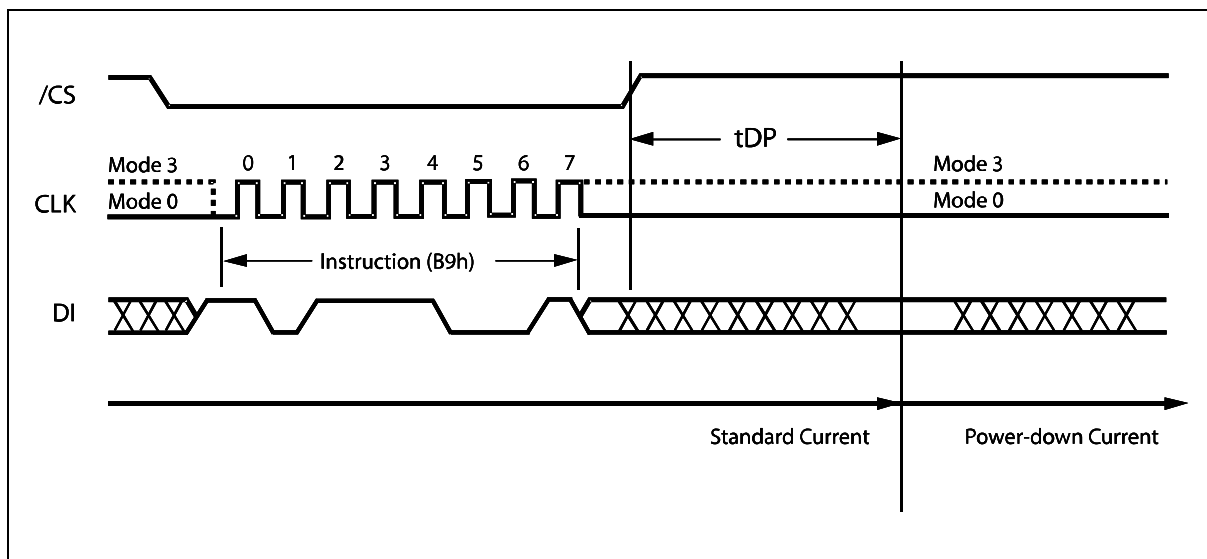 /CS
tDP
Mode 3
0 1 2 3 4 5 6 7
Mode 3
CLK
Mode 0
Mode 0
Instruction (B9h)
DI
Standard Current
Power-down Current